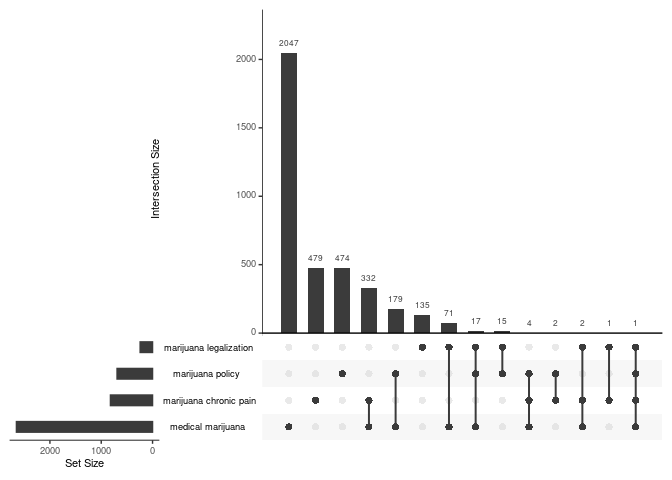 2047
2000
Intersection Size
1500
1000
479 474
500
332
179
135
71
17 15 4 2 2 1 1
0
marijuana legalization
marijuana policy
marijuana chronic pain
medical marijuana
2000 1000 0
Set Size